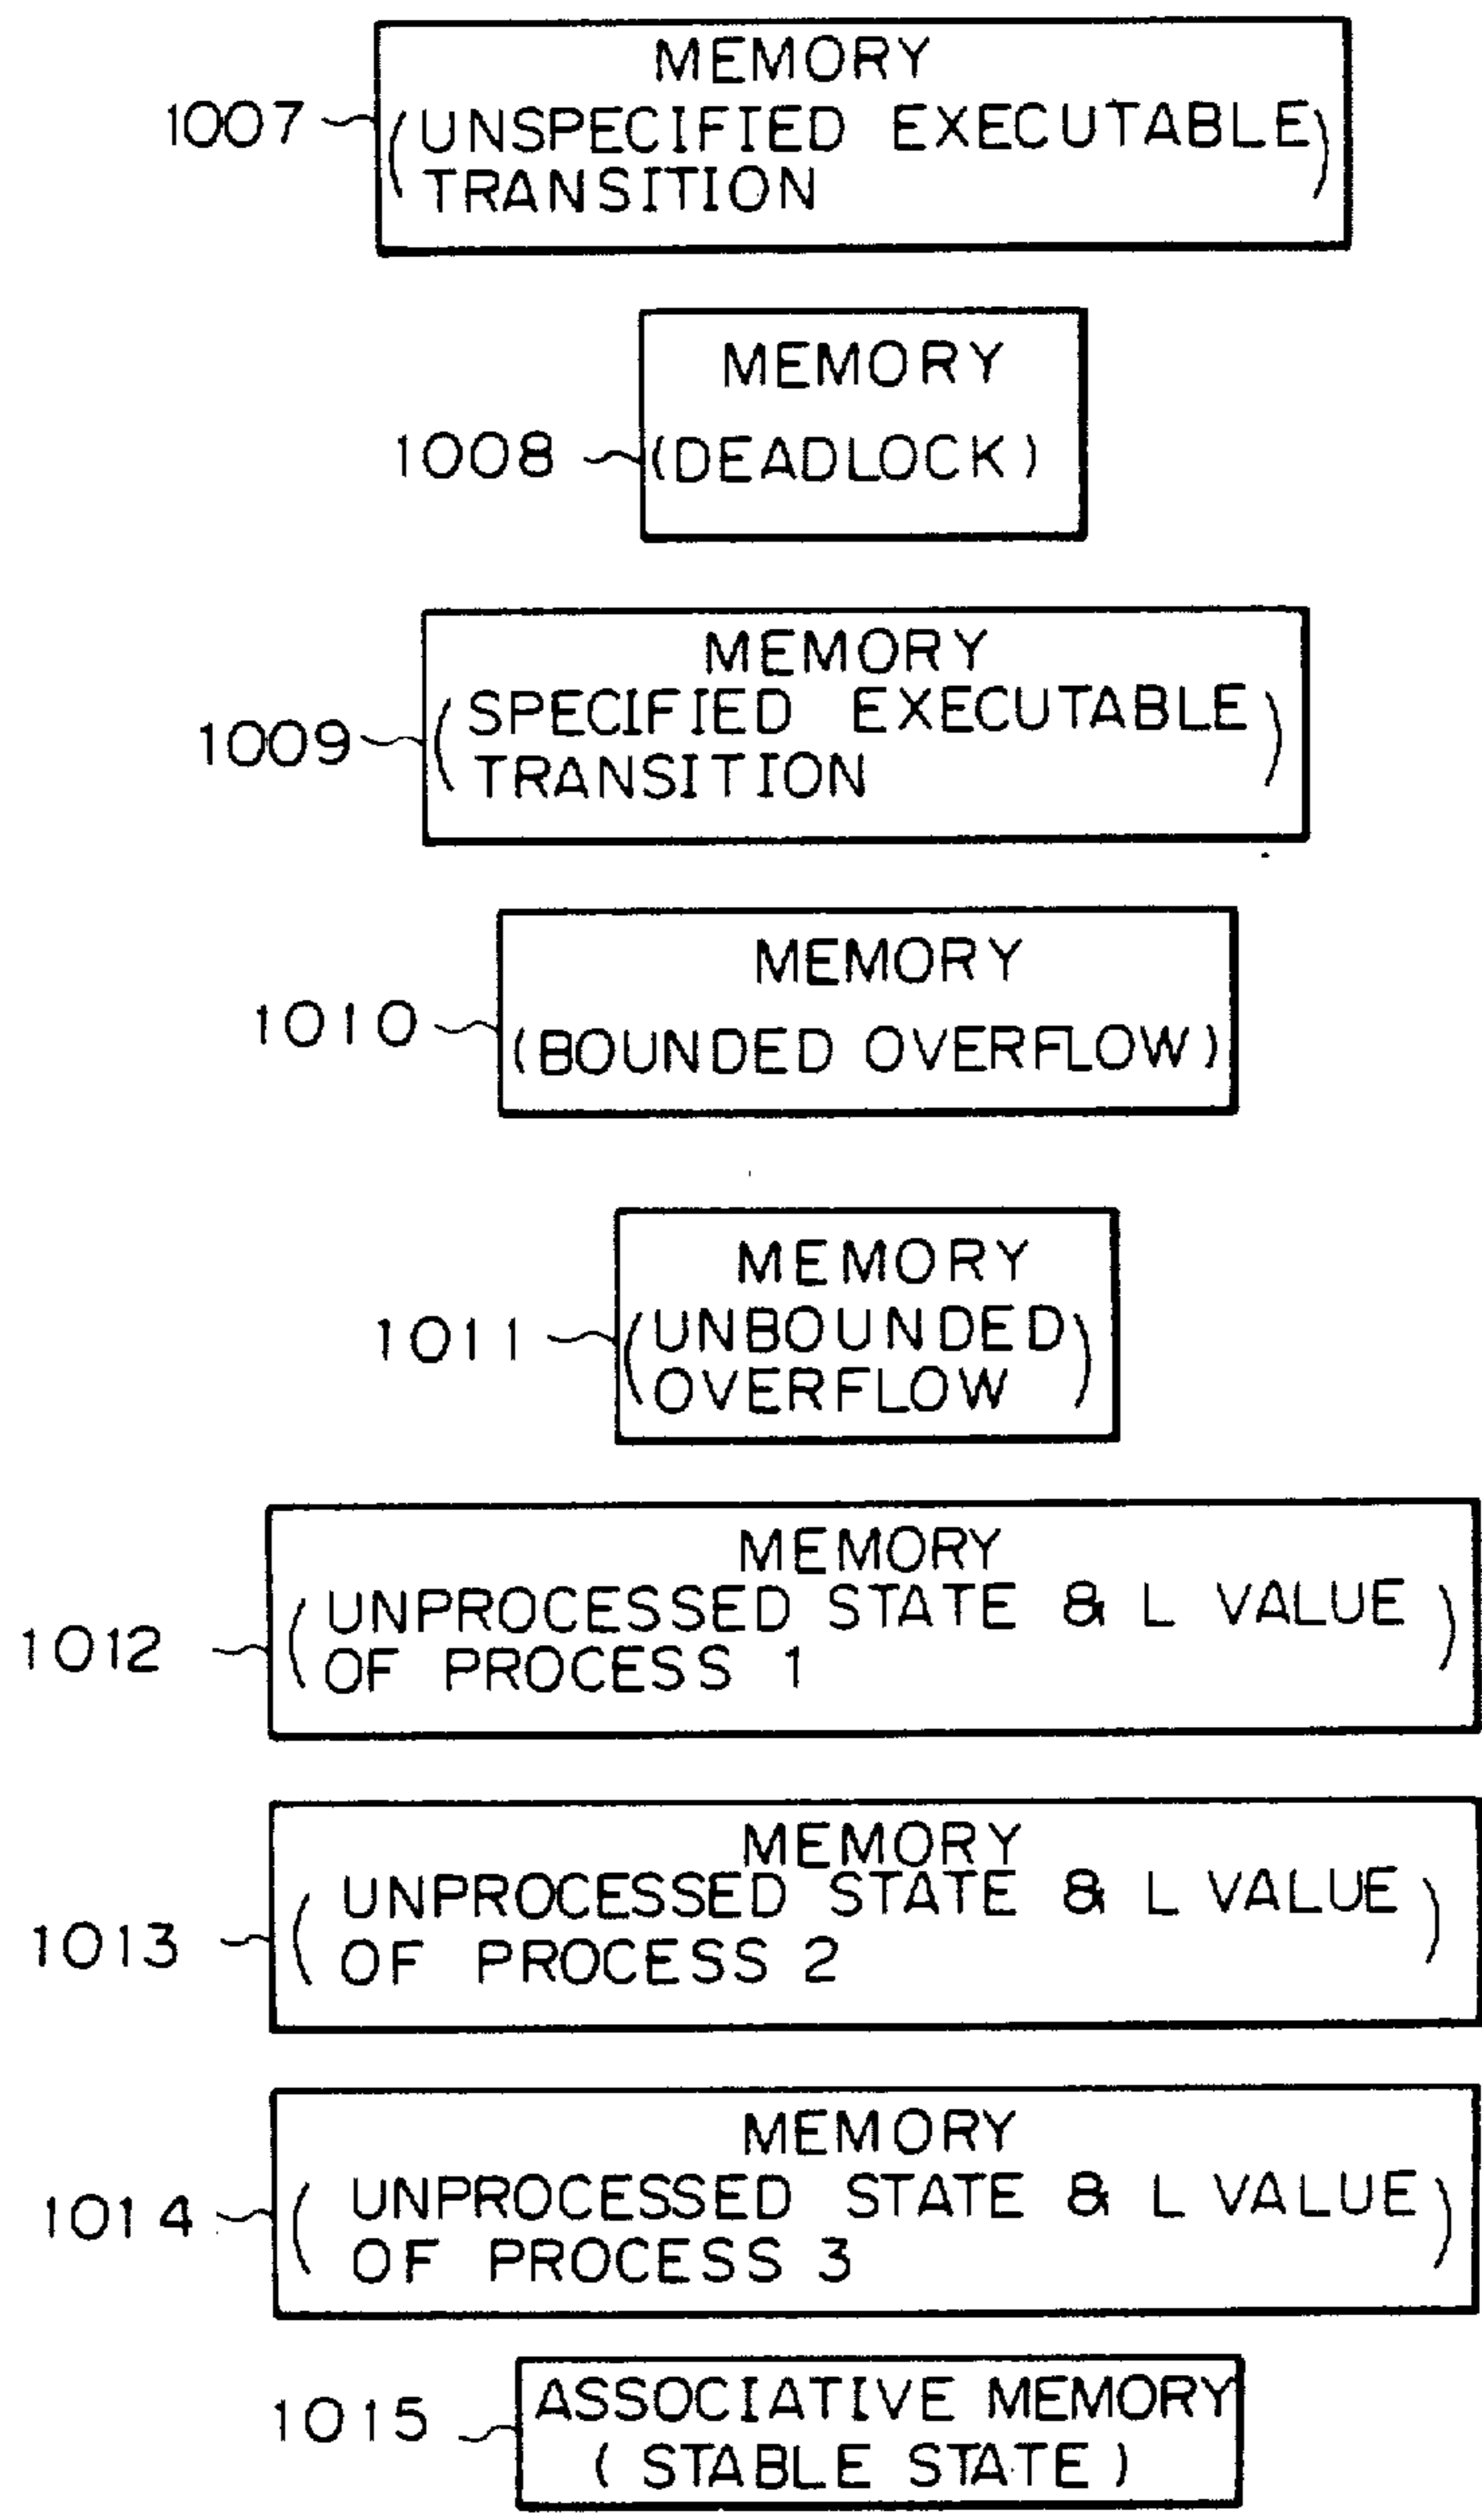 MEMORY
1007 (UNSPECIFIED EXECUTABLE
TRANSITION)
MEMORY
1008 (DEADLOCK)
MEMORY
1009 (SPECIFIED EXECUTABLE
TRANSITION)
MEMORY
1010 (BOUNDED OVERFLOW)
MEMORY
1011 (UNBOUNDED
OVERFLOW)
MEMORY
1012 (UNPROCESSED STATE & L VALUE
OF PROCESS 1)
MEMORY
1013 (UNPROCESSED STATE & L VALUE
OF PROCESS 2)
MEMORY
1014 (UNPROCESSED STATE & L VALUE
OF PROCESS 3)
1015 ASSOCIATIVE MEMORY
(STABLE STATE)